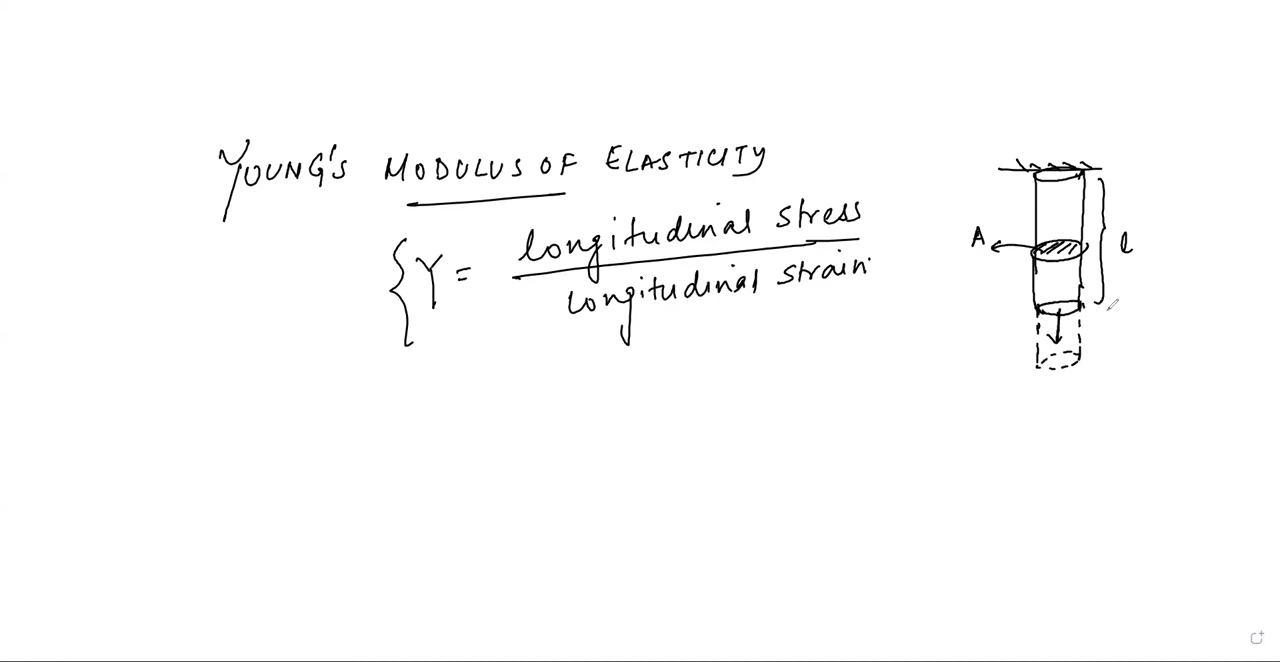 YOUNG'S MODULUS OF ELASTICITY
Y = longitudinal stress
longitudinal strain
A
l